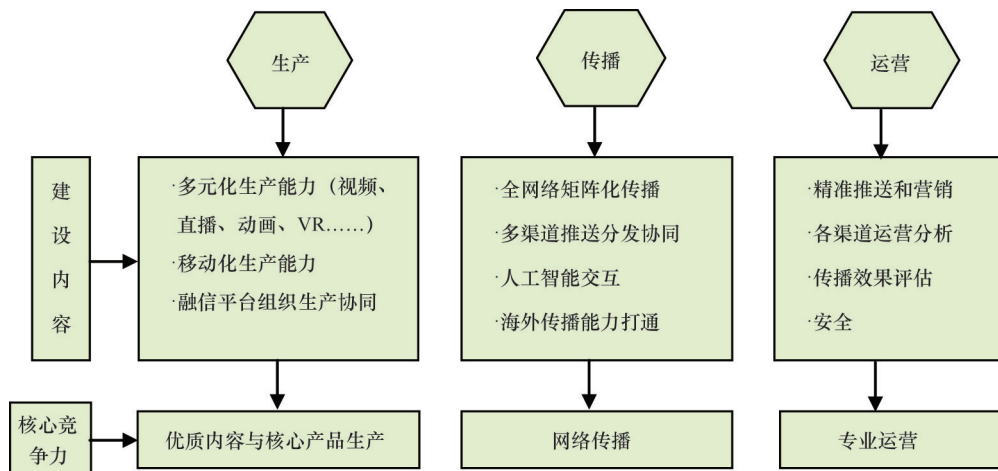 生产
传播
运营
建
设
内
容
·多元化生产能力（视频、
直播、动画、VR……）
·移动化生产能力
·融信平台组织生产协同
·全网络矩阵化传播
·多渠道推送分发协同
·人工智能交互
·海外传播能力打通
·精准推送和营销
·各渠道运营分析
·传播效果评估
·安全
核心竞
争力
优质内容与核心产品生产
网络传播
专业运营